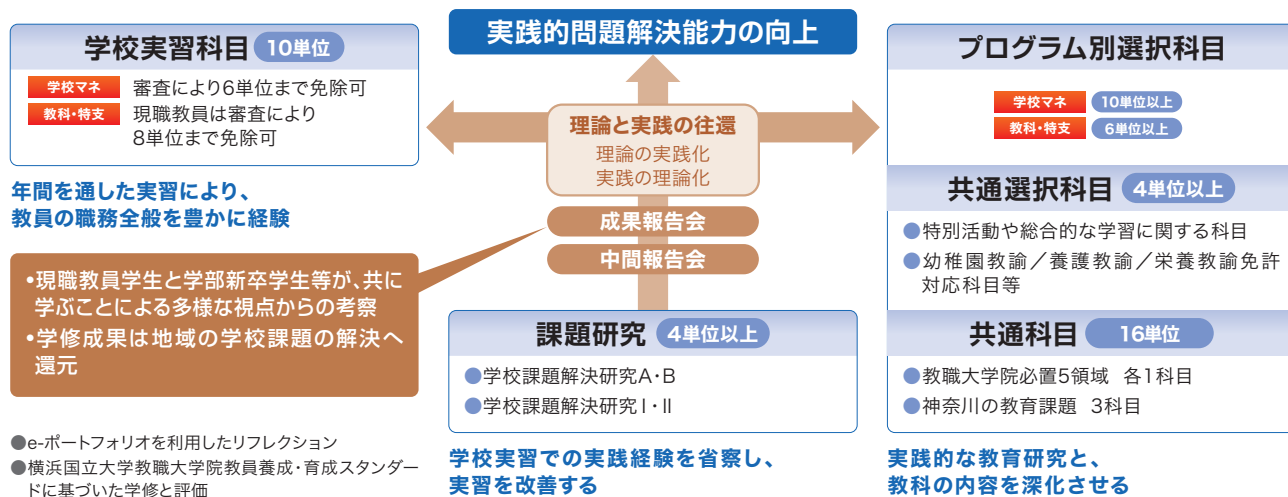 学校実習科目 10単位
学校マネ 審査により6単位まで免除可
教科・特支 現職教員は審査により
8単位まで免除可
年間を通した実習により、
教員の職務全般を豊かに経験
•現職教員学生と学部新卒学生等が、共に
学ぶことによる多様な視点からの考察
•学修成果は地域の学校課題の解決へ
還元
●e-ポートフォリオを利用したリフレクション
●横浜国立大学教職大学院教員養成・育成スタンダー
ドに基づいた学修と評価
実践的問題解決能力の向上
理論と実践の往還
理論の実践化
実践の理論化
成果報告会
中間報告会
課題研究 4単位以上
●学校課題解決研究A・B
●学校課題解決研究Ⅰ・Ⅱ
学校実習での実践経験を省察し、
実習を改善する
プログラム別選択科目
学校マネ 10単位以上
教科・特支 6単位以上
共通選択科目 4単位以上
●特別活動や総合的な学習に関する科目
●幼稚園教諭／養護教諭／栄養教諭免許
対応科目等
共通科目 16単位
●教職大学院必置5領域 各1科目
●神奈川の教育課題 3科目
実践的な教育研究と、
教科の内容を深化させる